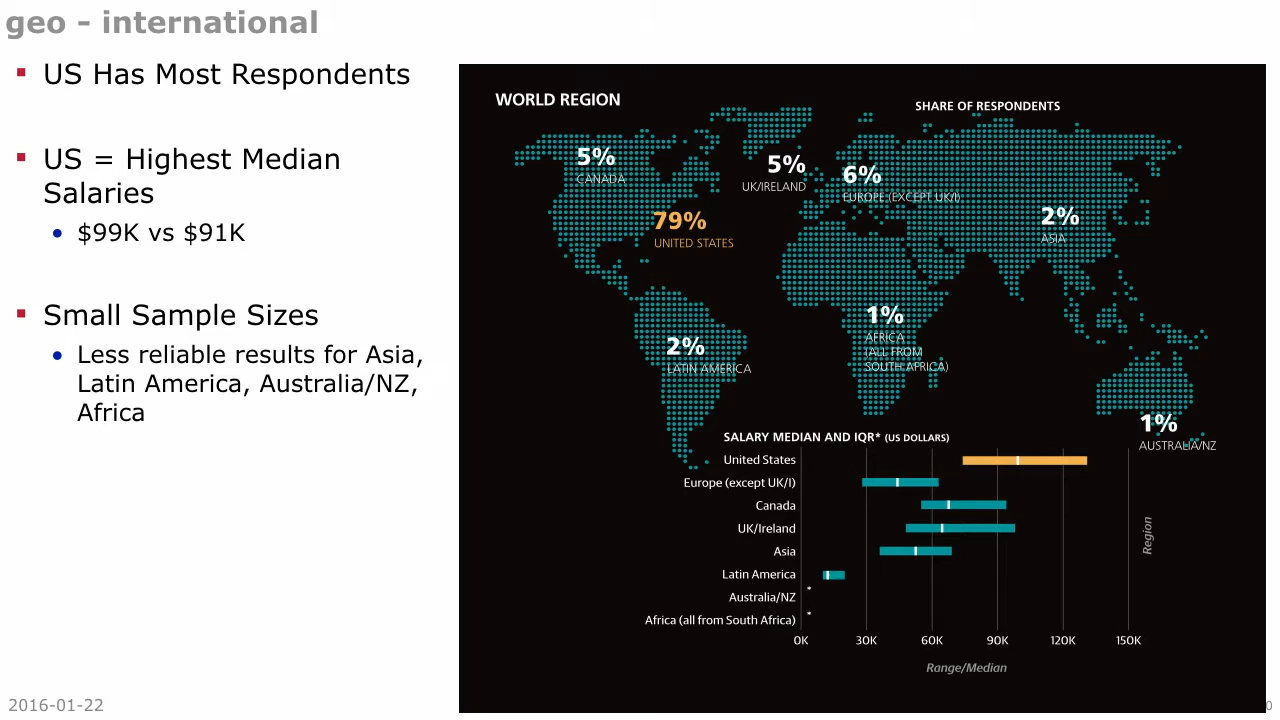 geo - international
US Has Most Respondents
US = Highest Median
Salaries
$99K vs $91K
Small Sample Sizes
Less reliable results for Asia,
Latin America, Australia/NZ,
Africa
WORLD REGION
SHARE OF RESPONDENTS
5%
CANADA
5%
UK/IRELAND
6%
EUROPE (EXCEPT UK/I)
79%
UNITED STATES
2%
ASIA
1%
AFRICA
(ALL FROM
SOUTH AFRICA)
2%
LATIN AMERICA
1%
AUSTRALIA/NZ
SALARY MEDIAN AND IQR* (US DOLLARS)
United States
Europe (except UK/I)
Canada
UK/Ireland
Asia
Latin America
Australia/NZ *
Africa (all from South Africa) *
0K 30K 60K 90K 120K 150K
Range/Median
Region
2016-01-22